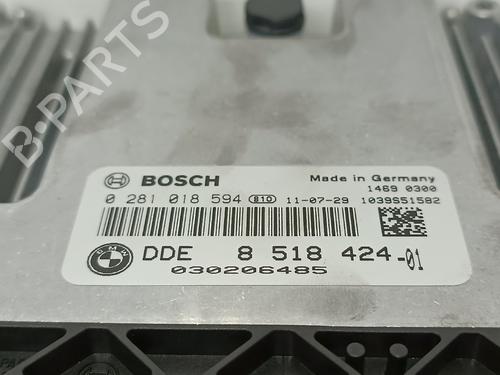 B-PARTS
BOSCH
Made in Germany
1469 0300
0 281 018 594 810 11-07-29 1039S51582
BMW
DDE 8 518 424-01
030206485